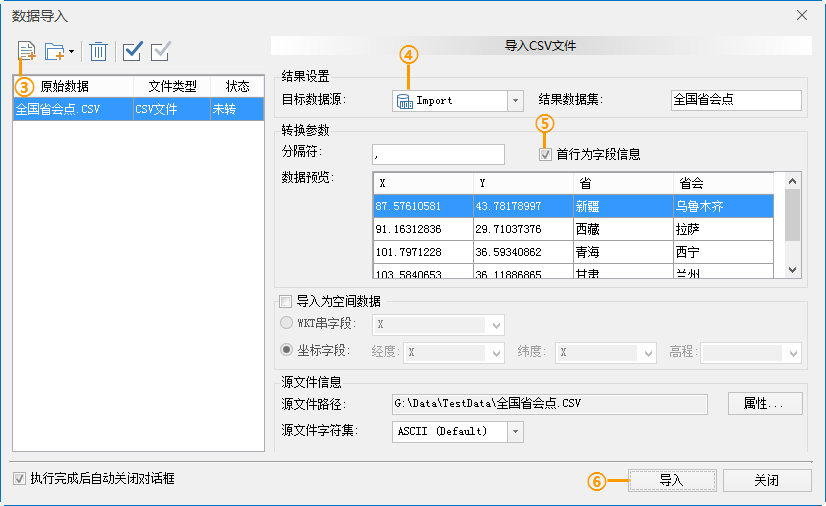 数据导入
③
原始数据 文件类型 状态
全国省会点.CSV CSV文件 未转
导入CSV文件
结果设置
④
目标数据源: Import 结果数据集: 全国省会点
转换参数
⑤
分隔符: , 首行为字段信息
数据预览:
X Y 省 省会
87.57610581 43.78178997 新疆 乌鲁木齐
91.16312836 29.71037376 西藏 拉萨
101.7971228 36.59340862 青海 西宁
103.5840653 36.11886865 甘肃 兰州
导入为空间数据
WKT串字段: X
坐标字段: 经度: X 纬度: X 高程:
源文件信息
源文件路径: G:\Data\TestData\全国省会点.CSV 属性...
源文件字符集: ASCII (Default)
执行完成后自动关闭对话框
⑥ 导入 关闭